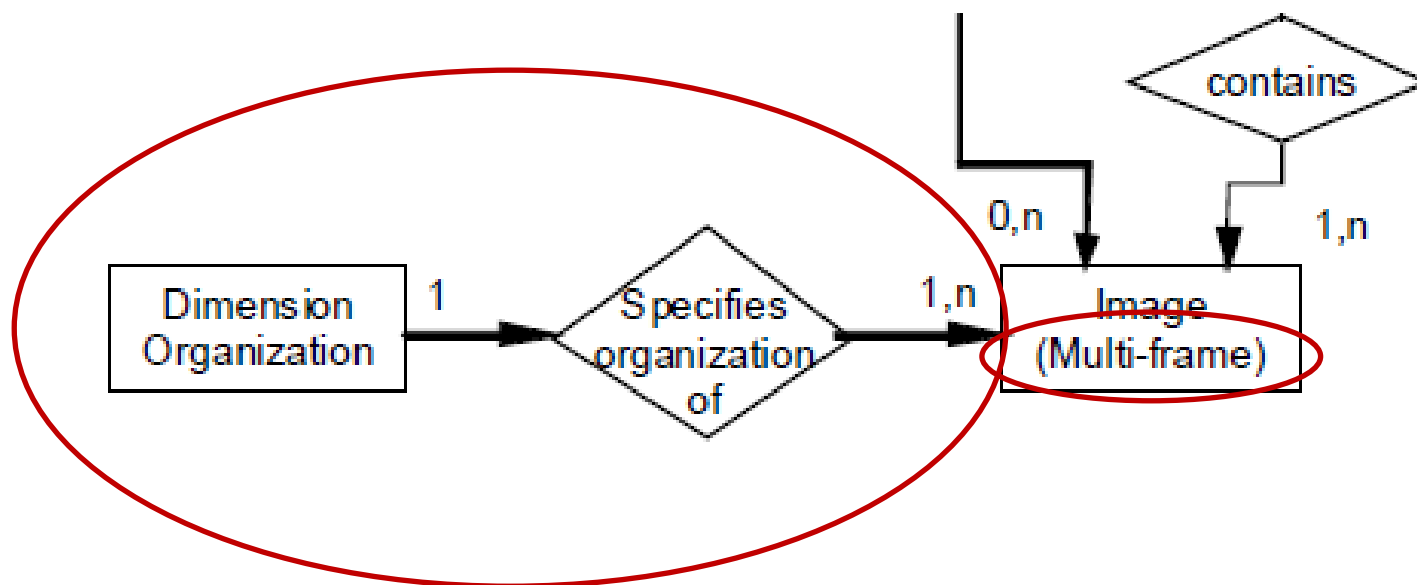 contains
0,n
1,n
Dimension
Organization
1
Specifies
organization
of
1,n
Image
(Multi-frame)